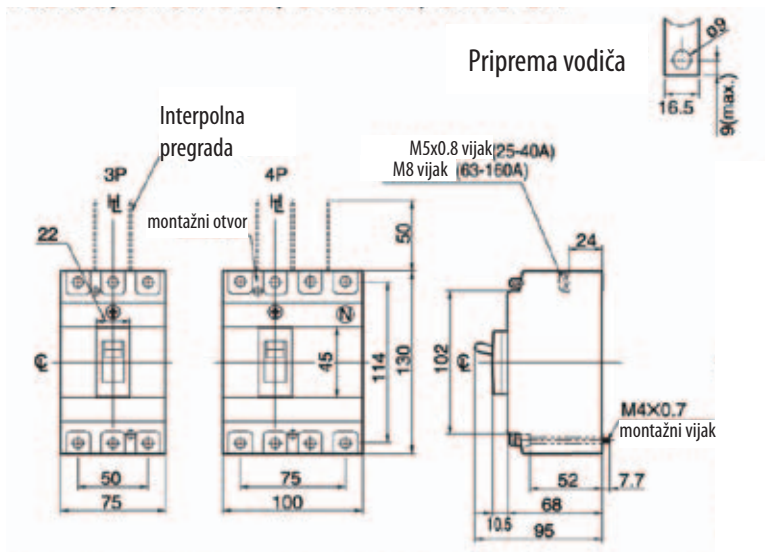 Priprema vodiča
ø9
16.5
9(max.)
Interpolna
pregrada
M5x0.8 vijak(25-40A)
M8 vijak (63-160A)
3P
4P
montažni otvor
22
50
24
N
45
114
130
102
M4×0.7
montažni vijak
50
75
75
100
52
7.7
10.5
68
95